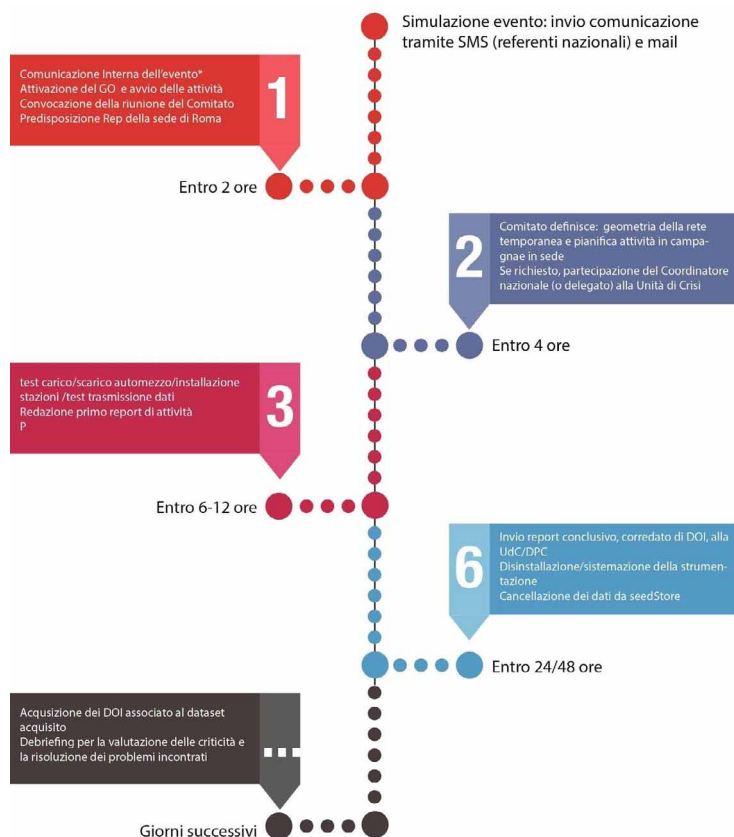 Simulazione evento: invio comunicazione
tramite SMS (referenti nazionali) e mail
Comunicazione Interna dell'evento*
Attivazione del GO e avvio delle attività
Convocazione della riunione del Comitato
Predisposizione Rep della sede di Roma
1
Entro 2 ore
2
Comitato definisce: geometria della rete
temporanea e pianifica attività in campa-
gnae in sede
Se richiesto, partecipazione del Coordinatore
nazionale (o delegato) alla Unità di Crisi
Entro 4 ore
test carico/scarico automezzo/installazione
stazioni /test trasmissione dati
Redazione primo report di attività
P
3
Entro 6-12 ore
6
Invio report conclusivo, corredato di DOI, alla
UdC/DPC
Disinstallazione/sistemazione della strumen-
tazione
Cancellazione dei dati da seedStore
Entro 24/48 ore
Acqusizione dei DOI associato al dataset
acquisito
Debriefing per la valutazione delle criticità e
la risoluzione dei problemi incontrati
...
Giorni successivi